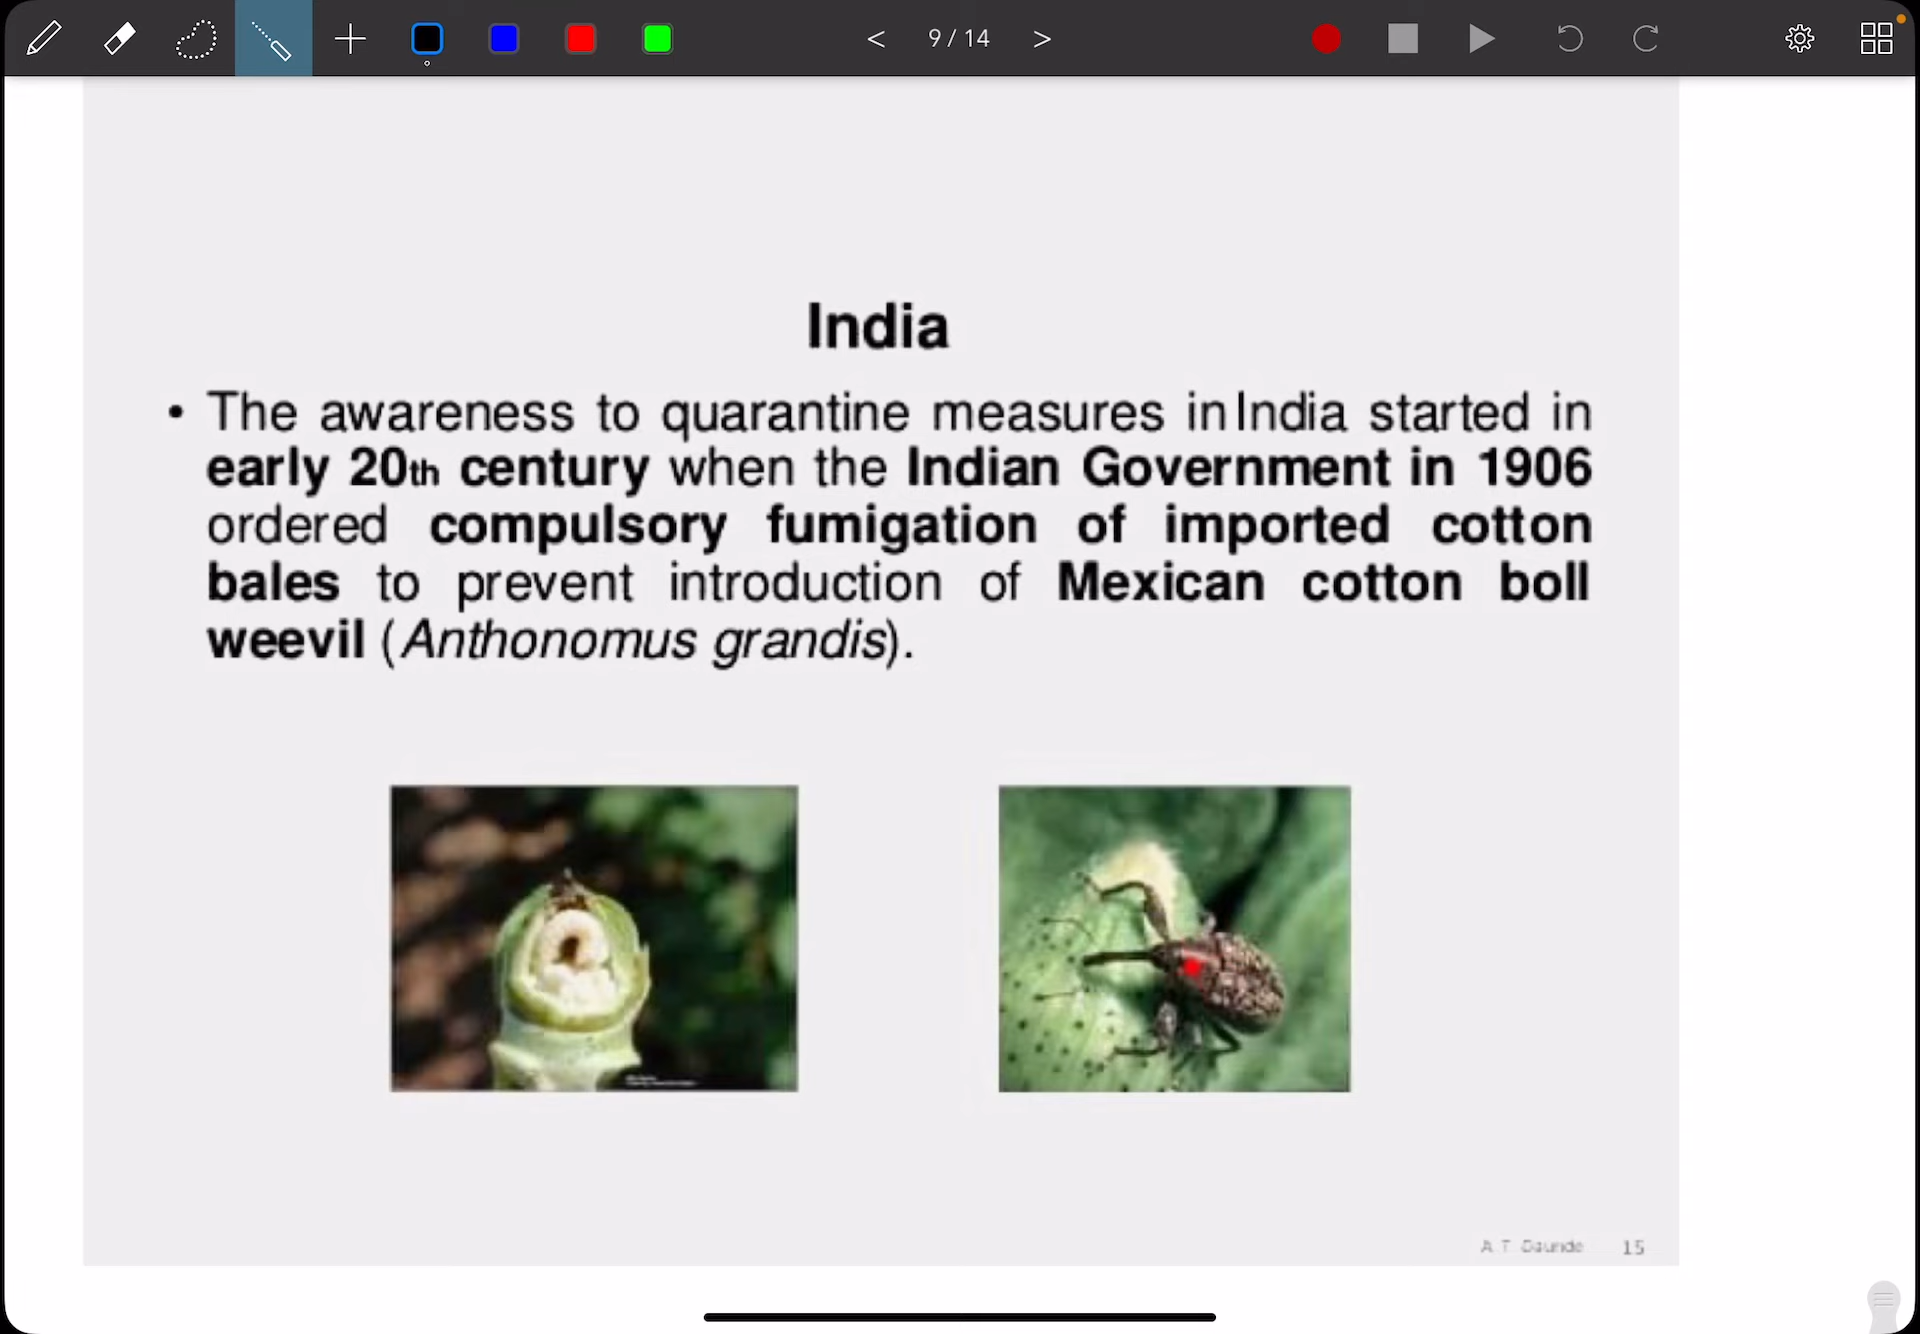 < 9 / 14 >
India
• The awareness to quarantine measures in India started in
early 20th century when the Indian Government in 1906
ordered compulsory fumigation of imported cotton
bales to prevent introduction of Mexican cotton boll
weevil (Anthonomus grandis).
A.T. 15